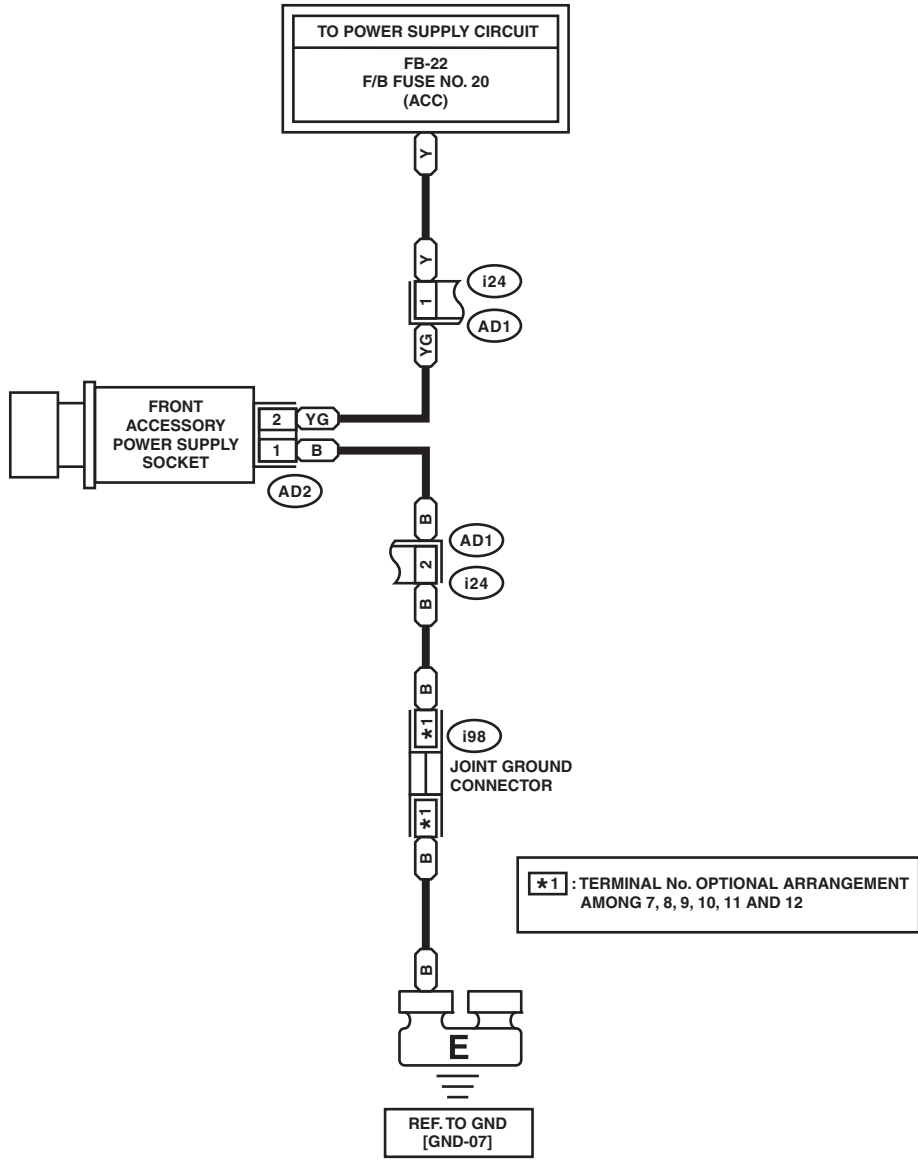 TO POWER SUPPLY CIRCUIT
FB-22
F/B FUSE NO. 20
(ACC)
Y
Y
1
i24
AD1
YG
FRONT
ACCESSORY
POWER SUPPLY
SOCKET
2 YG
1 B
AD2
B
AD1
2
i24
B
B
*1
i98
JOINT GROUND
CONNECTOR
*1
B
*1 : TERMINAL No. OPTIONAL ARRANGEMENT
AMONG 7, 8, 9, 10, 11 AND 12
B
E
REF. TO GND
[GND-07]